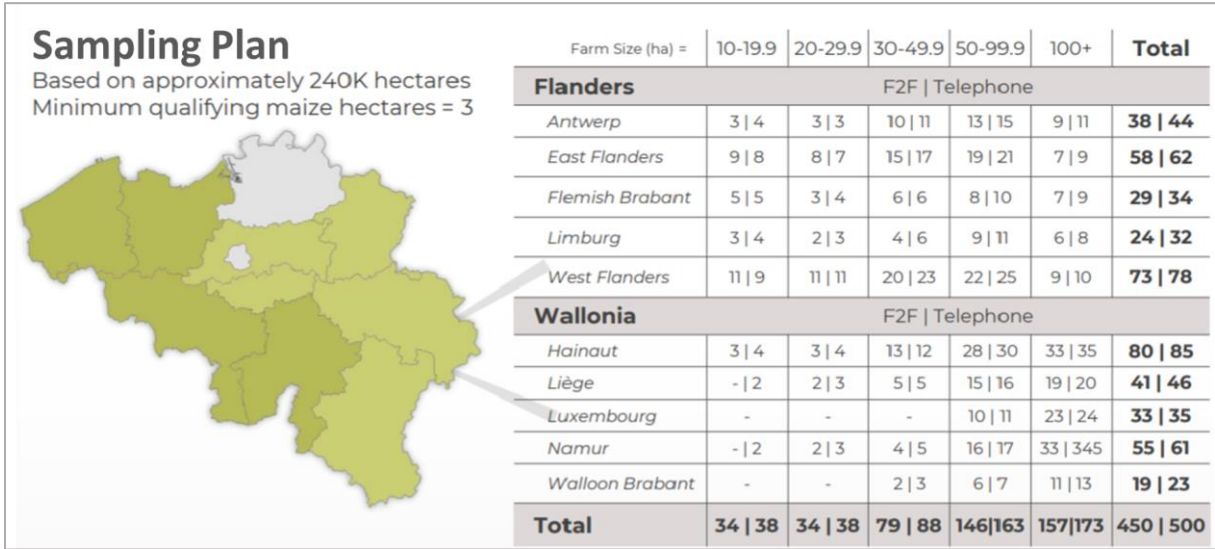 Sampling Plan
Based on approximately 240K hectares
Minimum qualifying maize hectares = 3
Farm Size (ha) = 10-19.9 20-29.9 30-49.9 50-99.9 100+ Total
Flanders F2F | Telephone
Antwerp 3 | 4 3 | 3 10 | 11 13 | 15 9 | 11 38 | 44
East Flanders 9 | 8 8 | 7 15 | 17 19 | 21 7 | 9 58 | 62
Flemish Brabant 5 | 5 3 | 4 6 | 6 8 | 10 7 | 9 29 | 34
Limburg 3 | 4 2 | 3 4 | 6 9 | 11 6 | 8 24 | 32
West Flanders 11 | 9 11 | 11 20 | 23 22 | 25 9 | 10 73 | 78
Wallonia F2F | Telephone
Hainaut 3 | 4 3 | 4 13 | 12 28 | 30 33 | 35 80 | 85
Liège - | 2 2 | 3 5 | 5 15 | 16 19 | 20 41 | 46
Luxembourg - - - 10 | 11 23 | 24 33 | 35
Namur - | 2 2 | 3 4 | 5 16 | 17 33 | 345 55 | 61
Walloon Brabant - - 2 | 3 6 | 7 11 | 13 19 | 23
Total 34 | 38 34 | 38 79 | 88 146|163 157|173 450 | 500